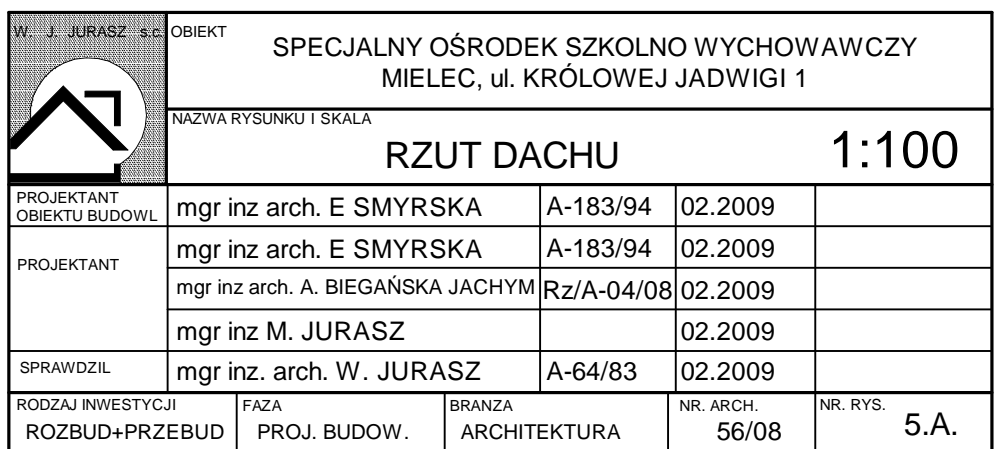 W. J. JURASZ s.c.
OBIEKT
SPECJALNY OŚRODEK SZKOLNO WYCHOWAWCZY
MIELEC, ul. KRÓLOWEJ JADWIGI 1
NAZWA RYSUNKU I SKALA
RZUT DACHU 1:100
PROJEKTANT
OBIEKTU BUDOWL
mgr inz arch. E SMYRSKA A-183/94 02.2009
PROJEKTANT
mgr inz arch. E SMYRSKA A-183/94 02.2009
mgr inz arch. A. BIEGAŃSKA JACHYM Rz/A-04/08 02.2009
mgr inz M. JURASZ 02.2009
SPRAWDZIL mgr inz. arch. W. JURASZ A-64/83 02.2009
RODZAJ INWESTYCJI FAZA BRANZA NR. ARCH. NR. RYS.
ROZBUD+PRZEBUD PROJ. BUDOW. ARCHITEKTURA 56/08 5.A.